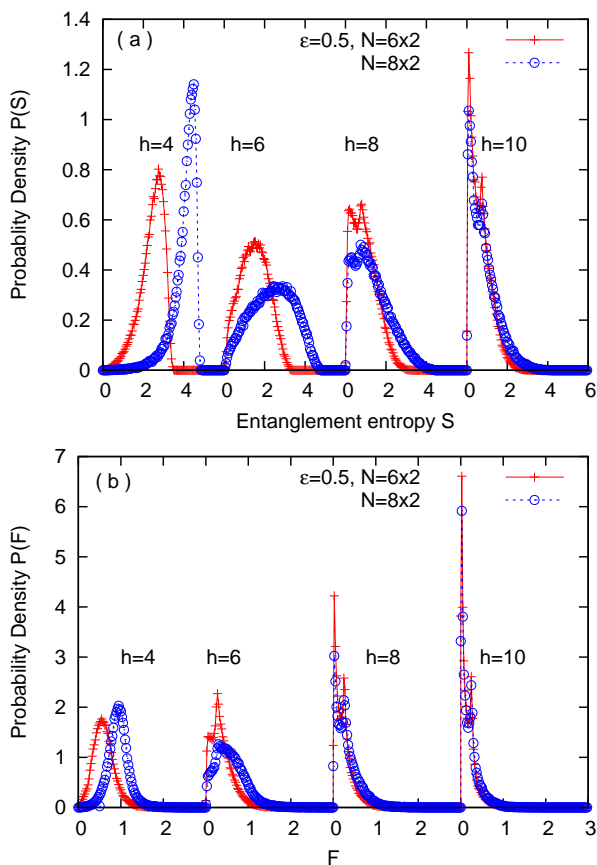 (a)
ε=0.5, N=6x2
N=8x2
h=4
h=6
h=8
h=10
Probablity Density P(S)
1.4
1.2
1
0.8
0.6
0.4
0.2
0
0 2 4 0 2 4 0 2 4 0 2 4 6
Entanglement entropy S
(b)
ε=0.5, N=6x2
N=8x2
h=4
h=6
h=8
h=10
Probability Density P(F)
7
6
5
4
3
2
1
0
0 1 2 0 1 2 0 1 2 0 1 2 3
F